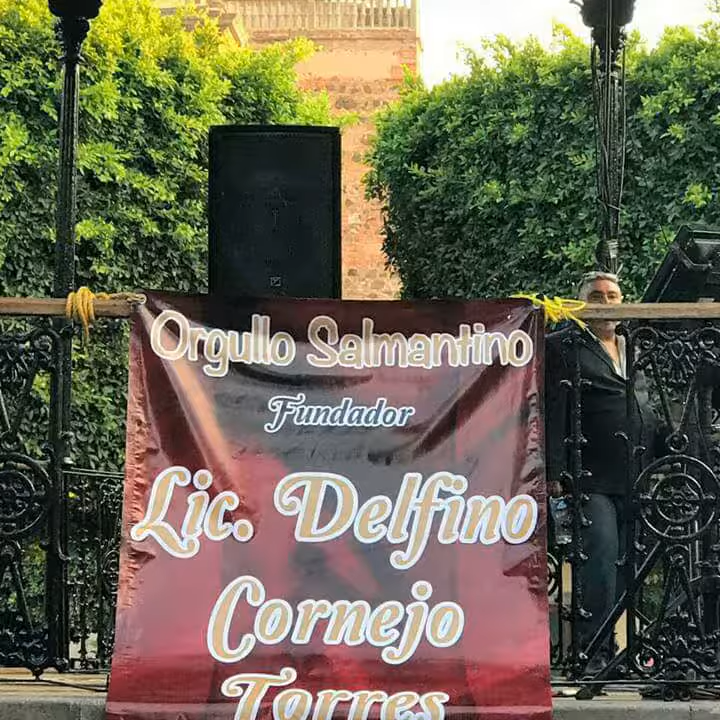 Orgullo Salmantino
Fundador
Lic. Delfino
Cornejo
Torres